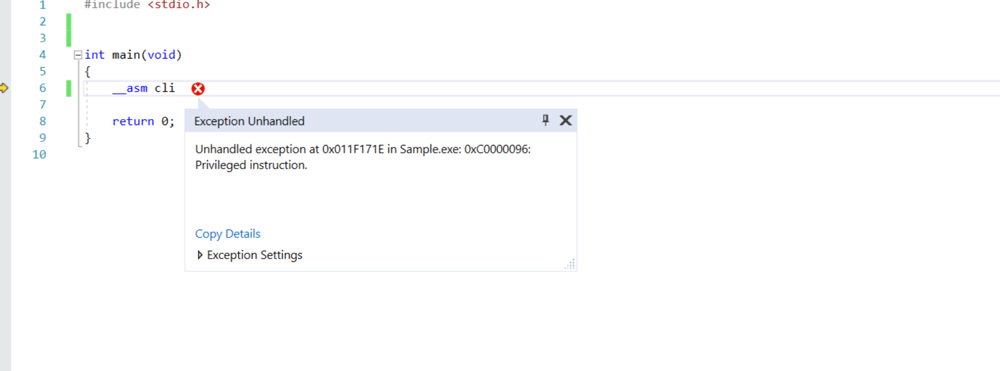 1 #include <stdio.h>
2
3
4 int main(void)
5 {
6 __asm cli
7
8 return 0;
9 }
10
Exception Unhandled
Unhandled exception at 0x011F171E in Sample.exe: 0xC0000096:
Privileged instruction.
Copy Details
Exception Settings